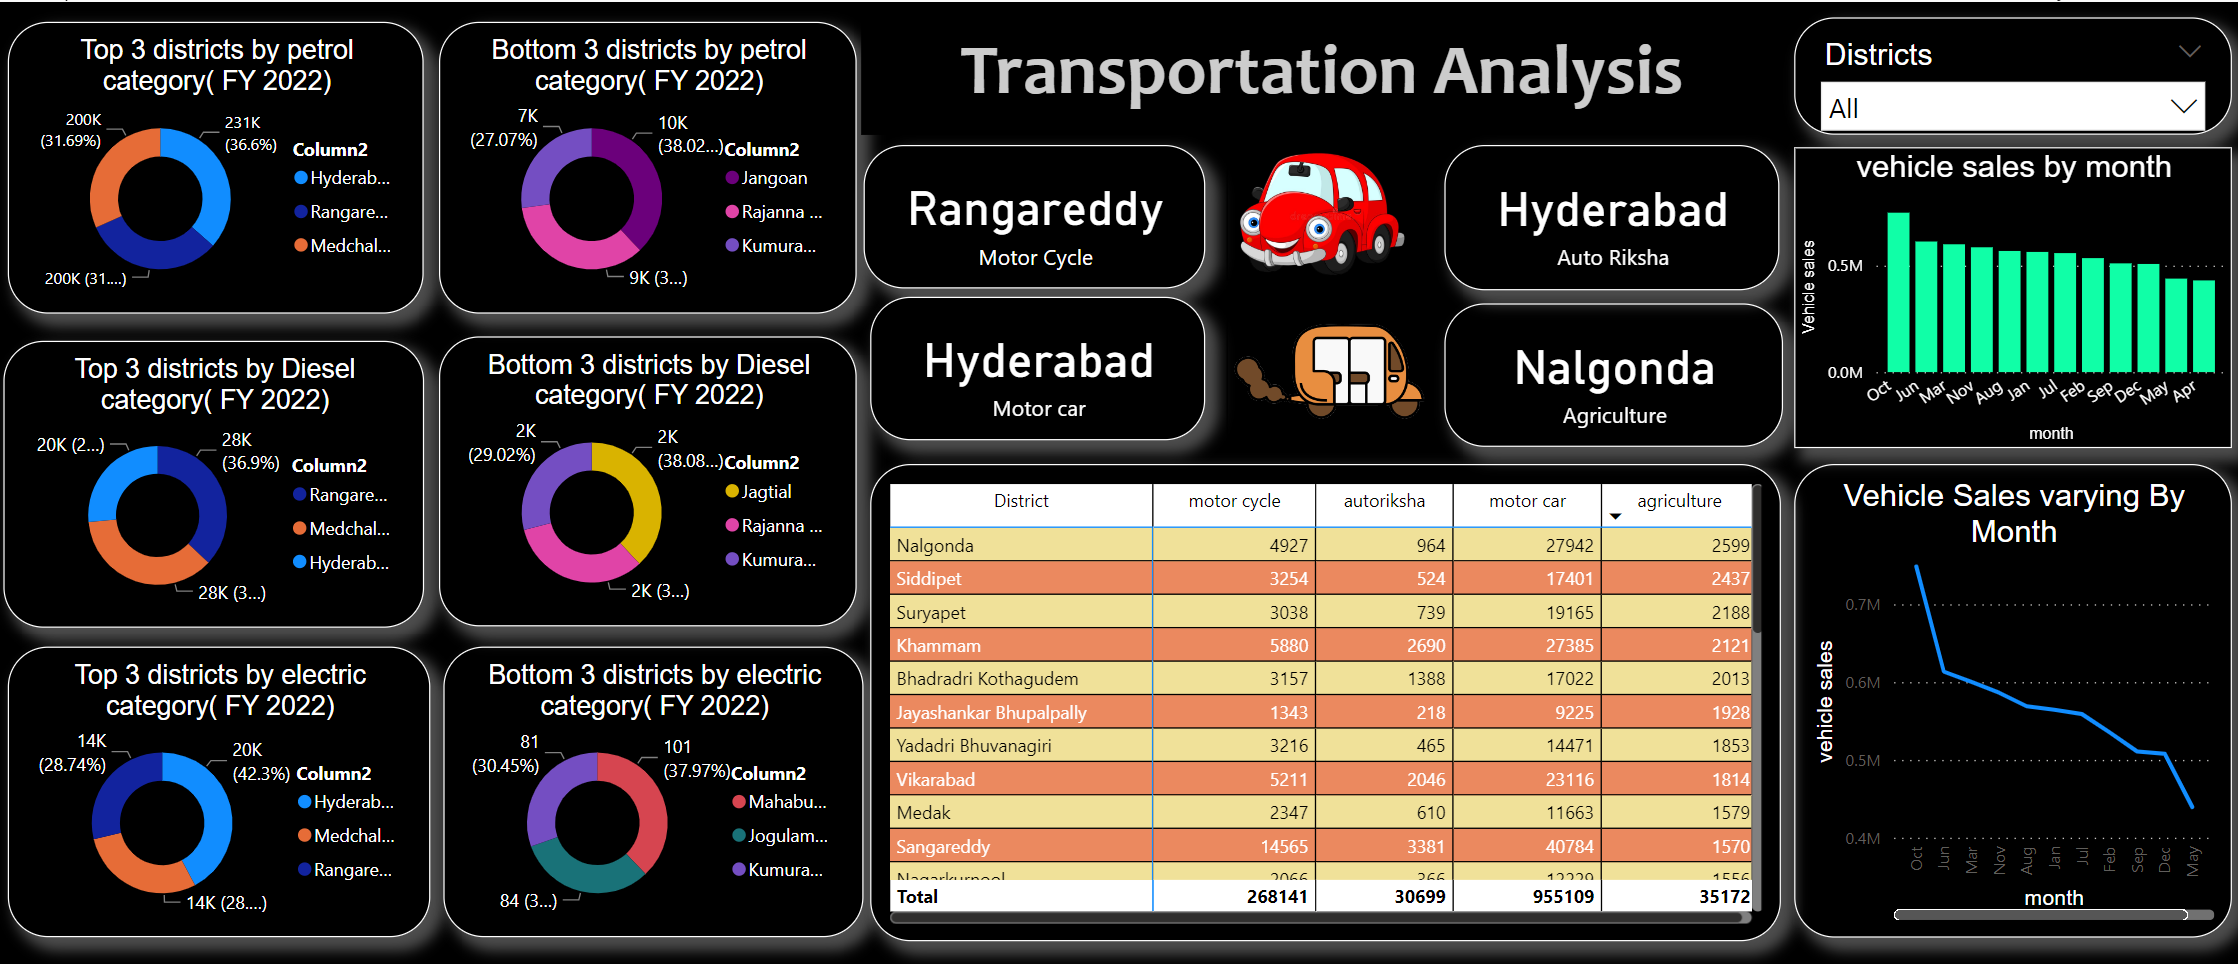 Top 3 districts by petrol
category( FY 2022)
200K
(31.69%)
231K
(36.6%)
200K (31....)
Column2
Hyderab...
Rangare...
Medchal...
Bottom 3 districts by petrol
category( FY 2022)
7K
(27.07%)
10K
(38.02...)
9K (3...)
Column2
Jangoan
Rajanna ...
Kumura...
Top 3 districts by Diesel
category( FY 2022)
20K (2...)
28K
(36.9%)
28K (3...)
Column2
Rangare...
Medchal...
Hyderab...
Bottom 3 districts by Diesel
category( FY 2022)
2K
(29.02%)
2K
(38.08...)
2K (3...)
Column2
Jagtial
Rajanna ...
Kumura...
Top 3 districts by electric
category( FY 2022)
14K
(28.74%)
20K
(42.3%)
14K (28....)
Column2
Hyderab...
Medchal...
Rangare...
Bottom 3 districts by electric
category( FY 2022)
81
(30.45%)
101
(37.97%)
84 (3...)
Column2
Mahabu...
Jogulam...
Kumura...
Transportation Analysis
Rangareddy
Motor Cycle
Hyderabad
Auto Riksha
Hyderabad
Motor car
Nalgonda
Agriculture
District motor cycle autoriksha motor car agriculture
Nalgonda 4927 964 27942 2599
Siddipet 3254 524 17401 2437
Suryapet 3038 739 19165 2188
Khammam 5880 2690 27385 2121
Bhadradri Kothagudem 3157 1388 17022 2013
Jayashankar Bhupalpally 1343 218 9225 1928
Yadadri Bhuvanagiri 3216 465 14471 1853
Vikarabad 5211 2046 23116 1814
Medak 2347 610 11663 1579
Sangareddy 14565 3381 40784 1570
Nagarkurnool 2066 366 12229 1556
Total 268141 30699 955109 35172
Districts
All
vehicle sales by month
Vehicle sales
0.5M
0.0M
Oct Jun Mar Nov Aug Jan Jul Feb Sep Dec May Apr
month
Vehicle Sales varying By
Month
vehicle sales
0.7M
0.6M
0.5M
0.4M
Oct Jun Mar Nov Aug Jan Jul Feb Sep Dec May
month